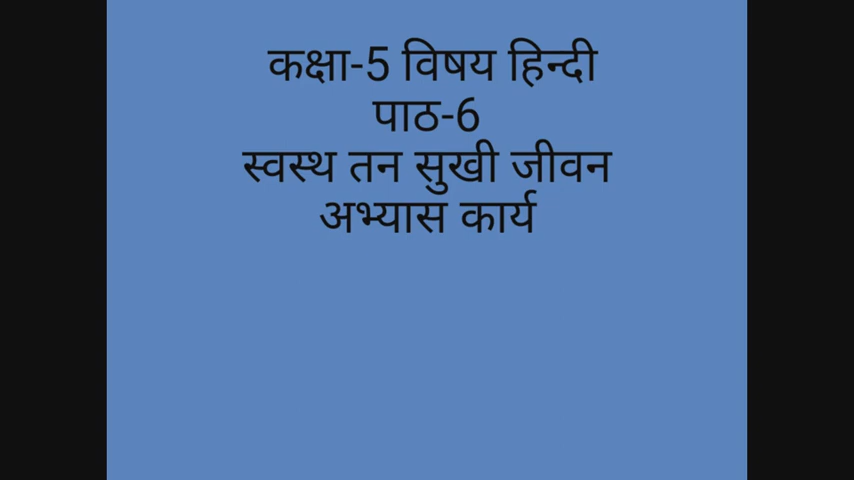 कक्षा-5 विषय हिन्दी
पाठ-6
स्वस्थ तन सुखी जीवन
अभ्यास कार्य